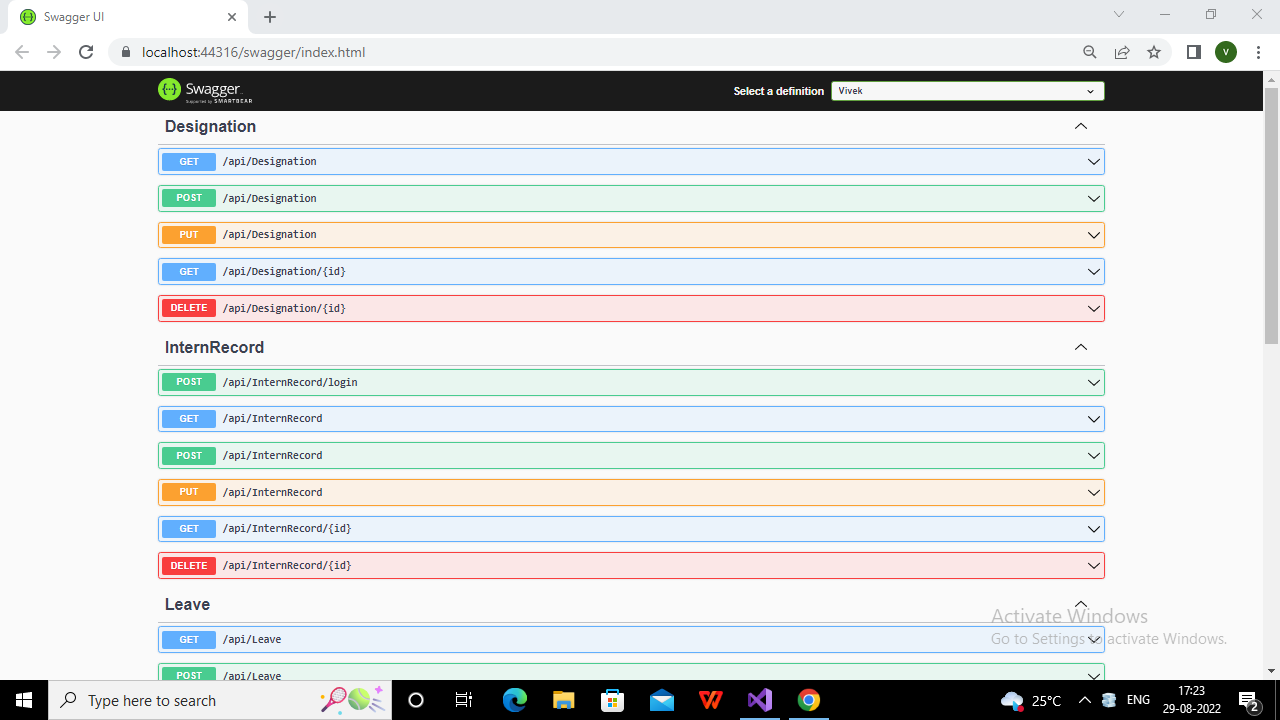 Swagger UI
localhost:44316/swagger/index.html
V
Swagger
Supported by SMARTBEAR
Select a definition
Vivek
Designation
GET /api/Designation
POST /api/Designation
PUT /api/Designation
GET /api/Designation/{id}
DELETE /api/Designation/{id}
InternRecord
POST /api/InternRecord/login
GET /api/InternRecord
POST /api/InternRecord
PUT /api/InternRecord
GET /api/InternRecord/{id}
DELETE /api/InternRecord/{id}
Leave
GET /api/Leave
POST /api/Leave
Activate Windows
Go to Settings to activate Windows.
Type here to search
25°C
ENG
17:23
29-08-2022
2